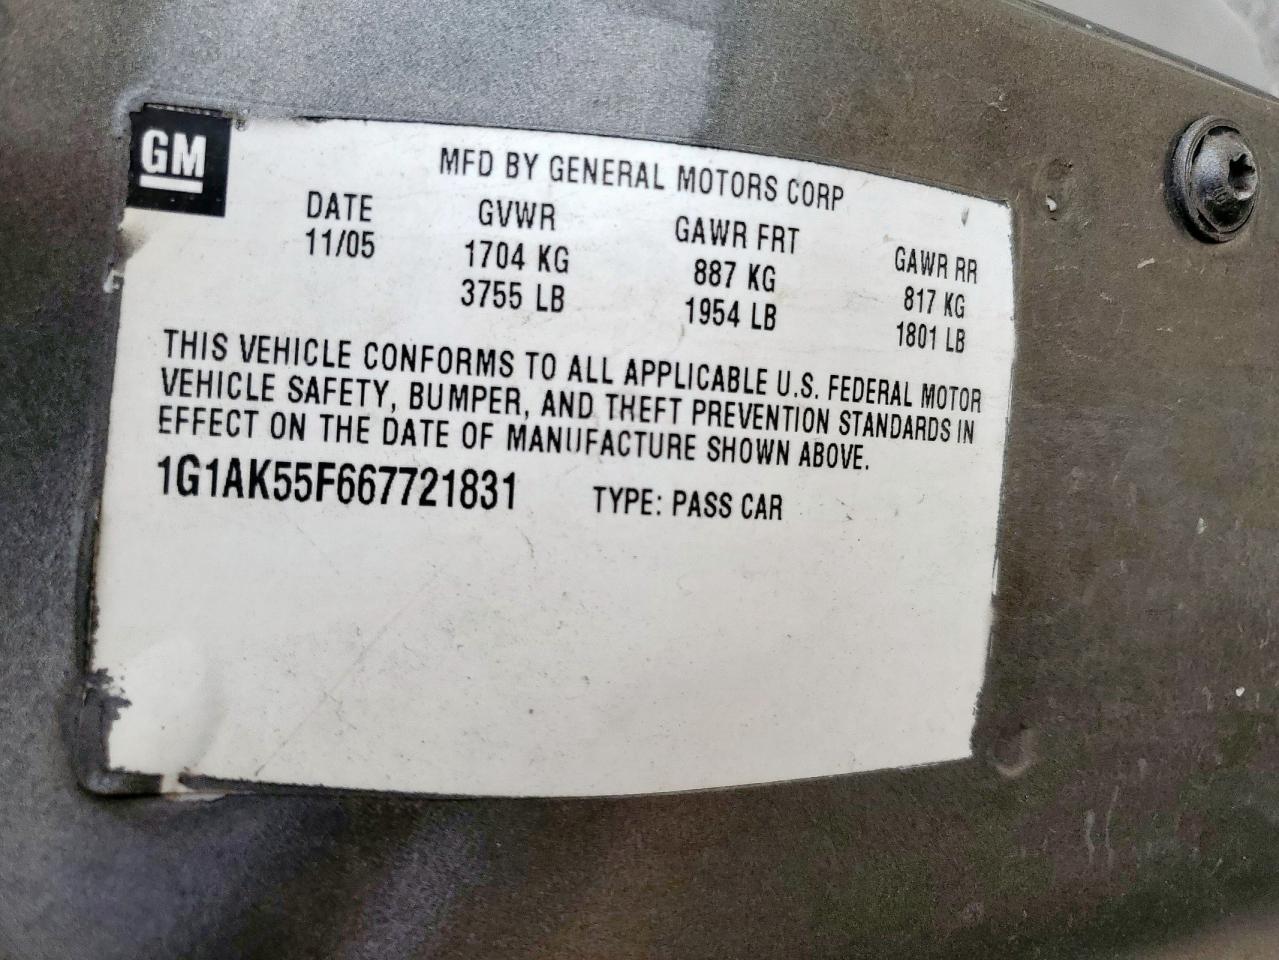 GM
MFD BY GENERAL MOTORS CORP
DATE GVWR GAWR FRT GAWR RR
11/05 1704 KG 887 KG 817 KG
3755 LB 1954 LB 1801 LB
THIS VEHICLE CONFORMS TO ALL APPLICABLE U.S. FEDERAL MOTOR
VEHICLE SAFETY, BUMPER, AND THEFT PREVENTION STANDARDS IN
EFFECT ON THE DATE OF MANUFACTURE SHOWN ABOVE.
1G1AK55F667721831 TYPE: PASS CAR